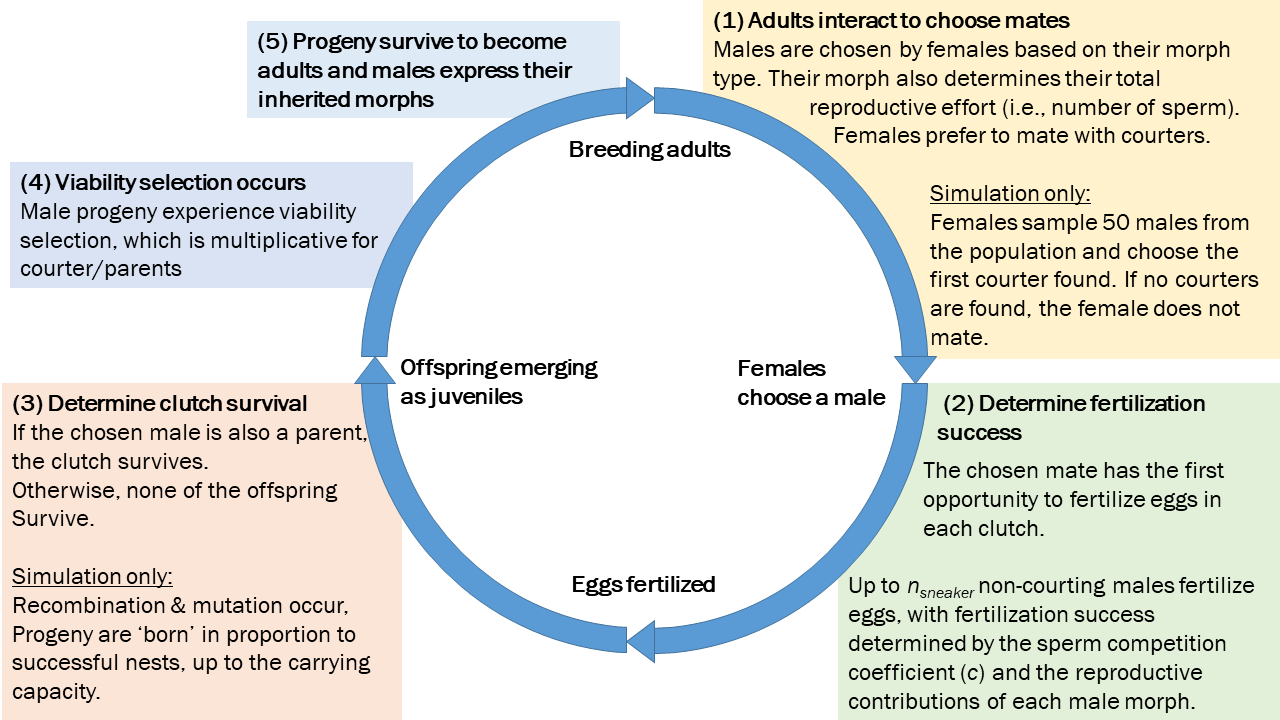 (1) Adults interact to choose mates
Males are chosen by females based on their morph
type. Their morph also determines their total
reproductive effort (i.e., number of sperm).
Females prefer to mate with courters.
Simulation only:
Females sample 50 males from
the population and choose the
first courter found. If no courters
are found, the female does not
mate.
(2) Determine fertilization
success
The chosen mate has the first
opportunity to fertilize eggs in
each clutch.
Up to nsneaker non-courting males fertilize
eggs, with fertilization success
determined by the sperm competition
coefficient (c) and the reproductive
contributions of each male morph.
(3) Determine clutch survival
If the chosen male is also a parent,
the clutch survives.
Otherwise, none of the offspring
Survive.
Simulation only:
Recombination & mutation occur,
Progeny are ‘born’ in proportion to
successful nests, up to the carrying
capacity.
(4) Viability selection occurs
Male progeny experience viability
selection, which is multiplicative for
courter/parents
(5) Progeny survive to become
adults and males express their
inherited morphs
Breeding adults
Females
choose a male
Eggs fertilized
Offspring emerging
as juveniles